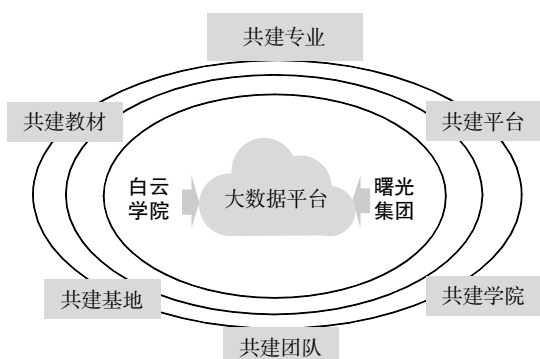 共建专业
共建教材
共建平台
白云
学院
大数据平台
曙光
集团
共建基地
共建学院
共建团队